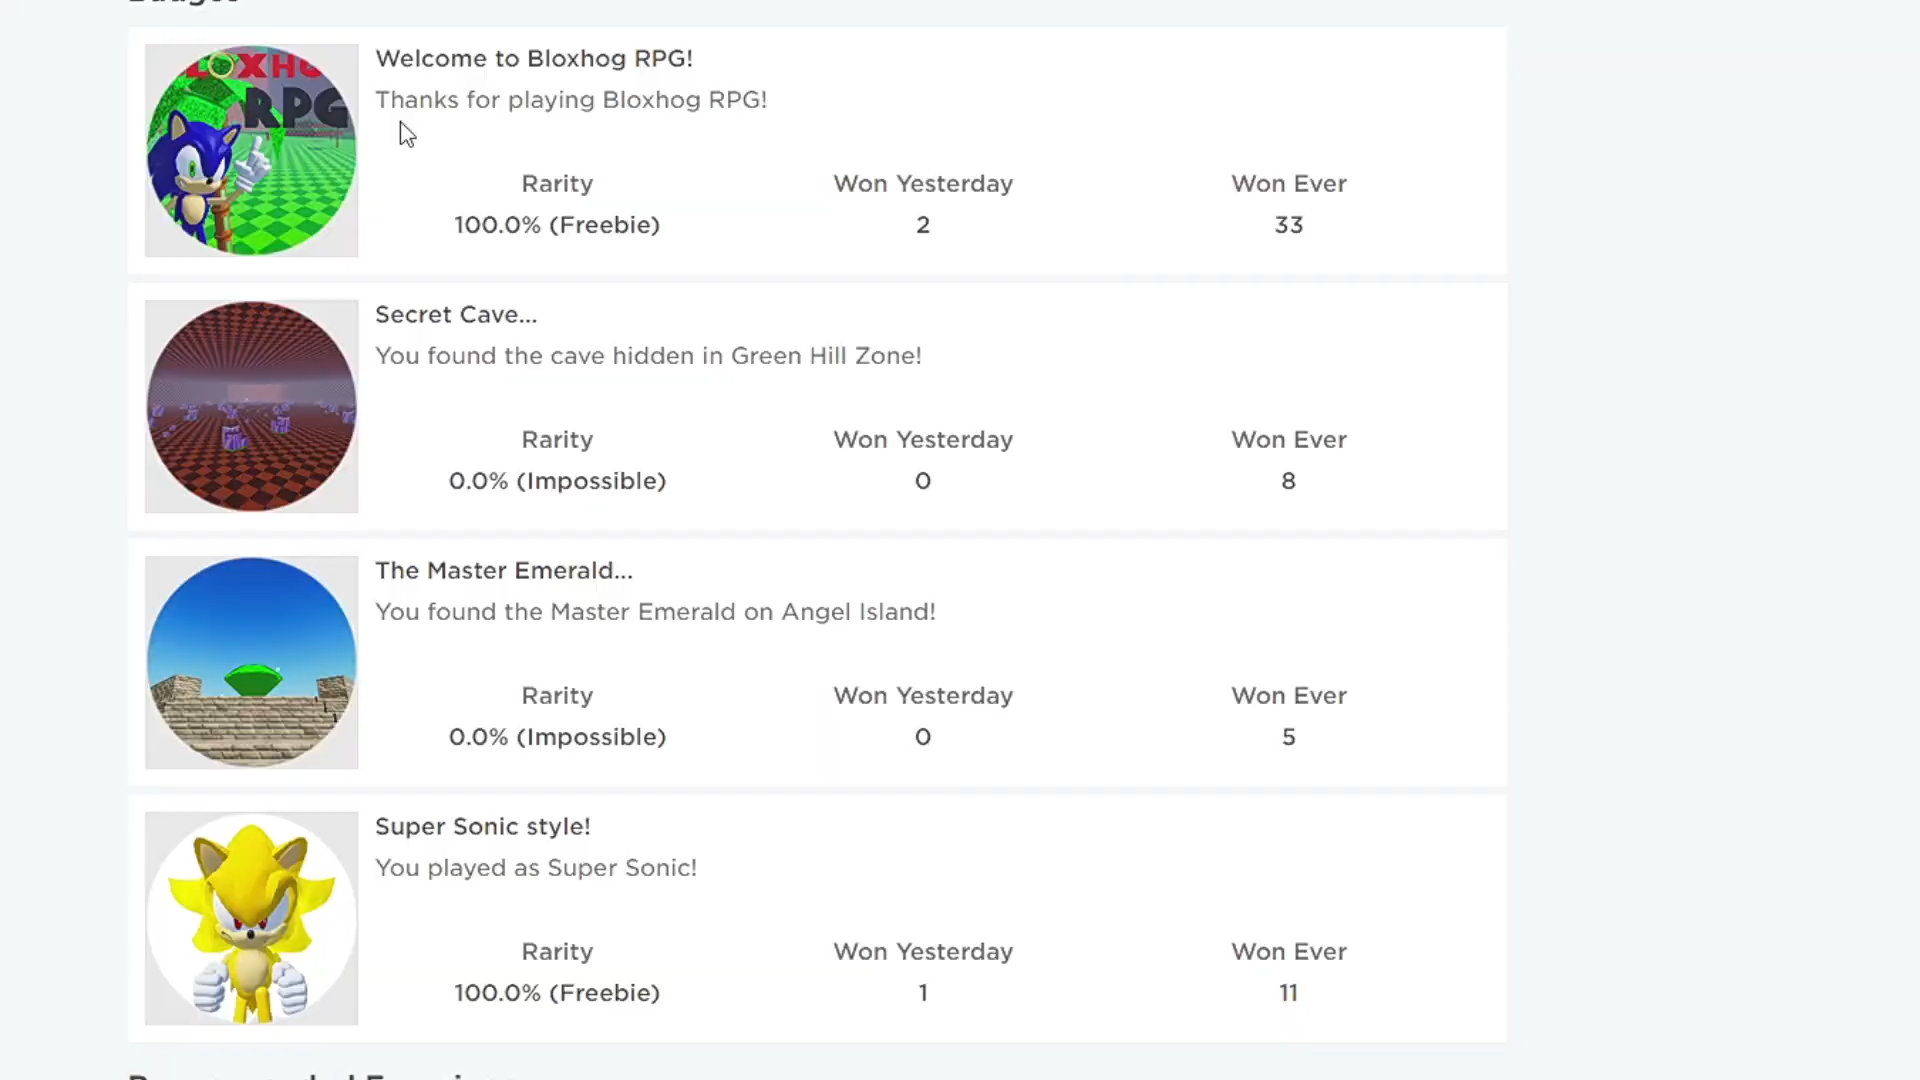 Welcome to Bloxhog RPG!
Thanks for playing Bloxhog RPG!
Rarity Won Yesterday Won Ever
100.0% (Freebie) 2 33
Secret Cave...
You found the cave hidden in Green Hill Zone!
Rarity Won Yesterday Won Ever
0.0% (Impossible) 0 8
The Master Emerald...
You found the Master Emerald on Angel Island!
Rarity Won Yesterday Won Ever
0.0% (Impossible) 0 5
Super Sonic style!
You played as Super Sonic!
Rarity Won Yesterday Won Ever
100.0% (Freebie) 1 11
RPG